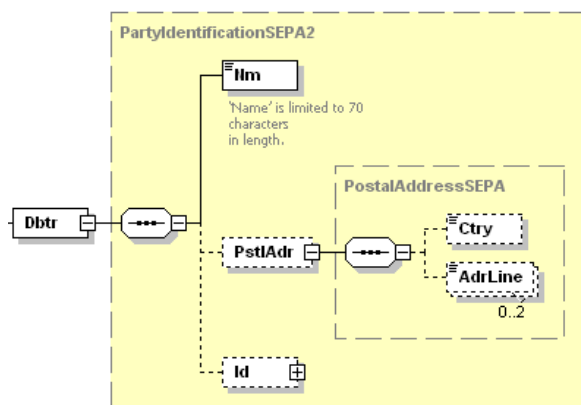 PartyIdentificationSEPA2
Nm
'Name' is limited to 70
characters
in length.
PostalAddressSEPA
Dbtr
Ctry
PstlAdr
AdrLine
0..2
Id